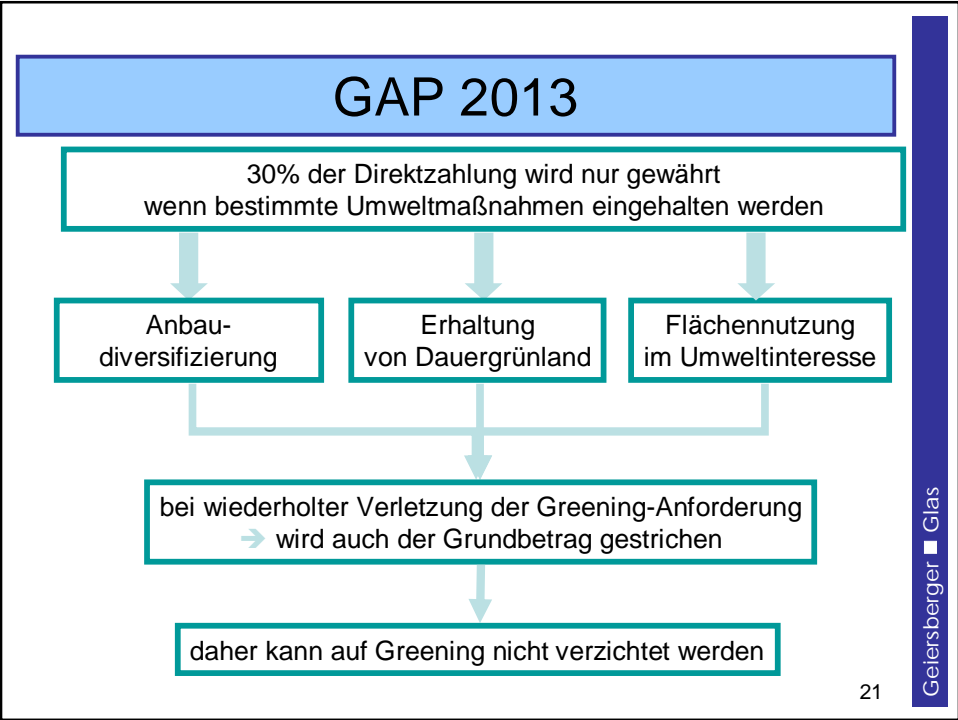 GAP 2013
30% der Direktzahlung wird nur gewährt
wenn bestimmte Umweltmaßnahmen eingehalten werden
Anbau-
diversifizierung
Erhaltung
von Dauergrünland
Flächennutzung
im Umweltinteresse
bei wiederholter Verletzung der Greening-Anforderung
➔ wird auch der Grundbetrag gestrichen
daher kann auf Greening nicht verzichtet werden
21
Geiersberger ■ Glas